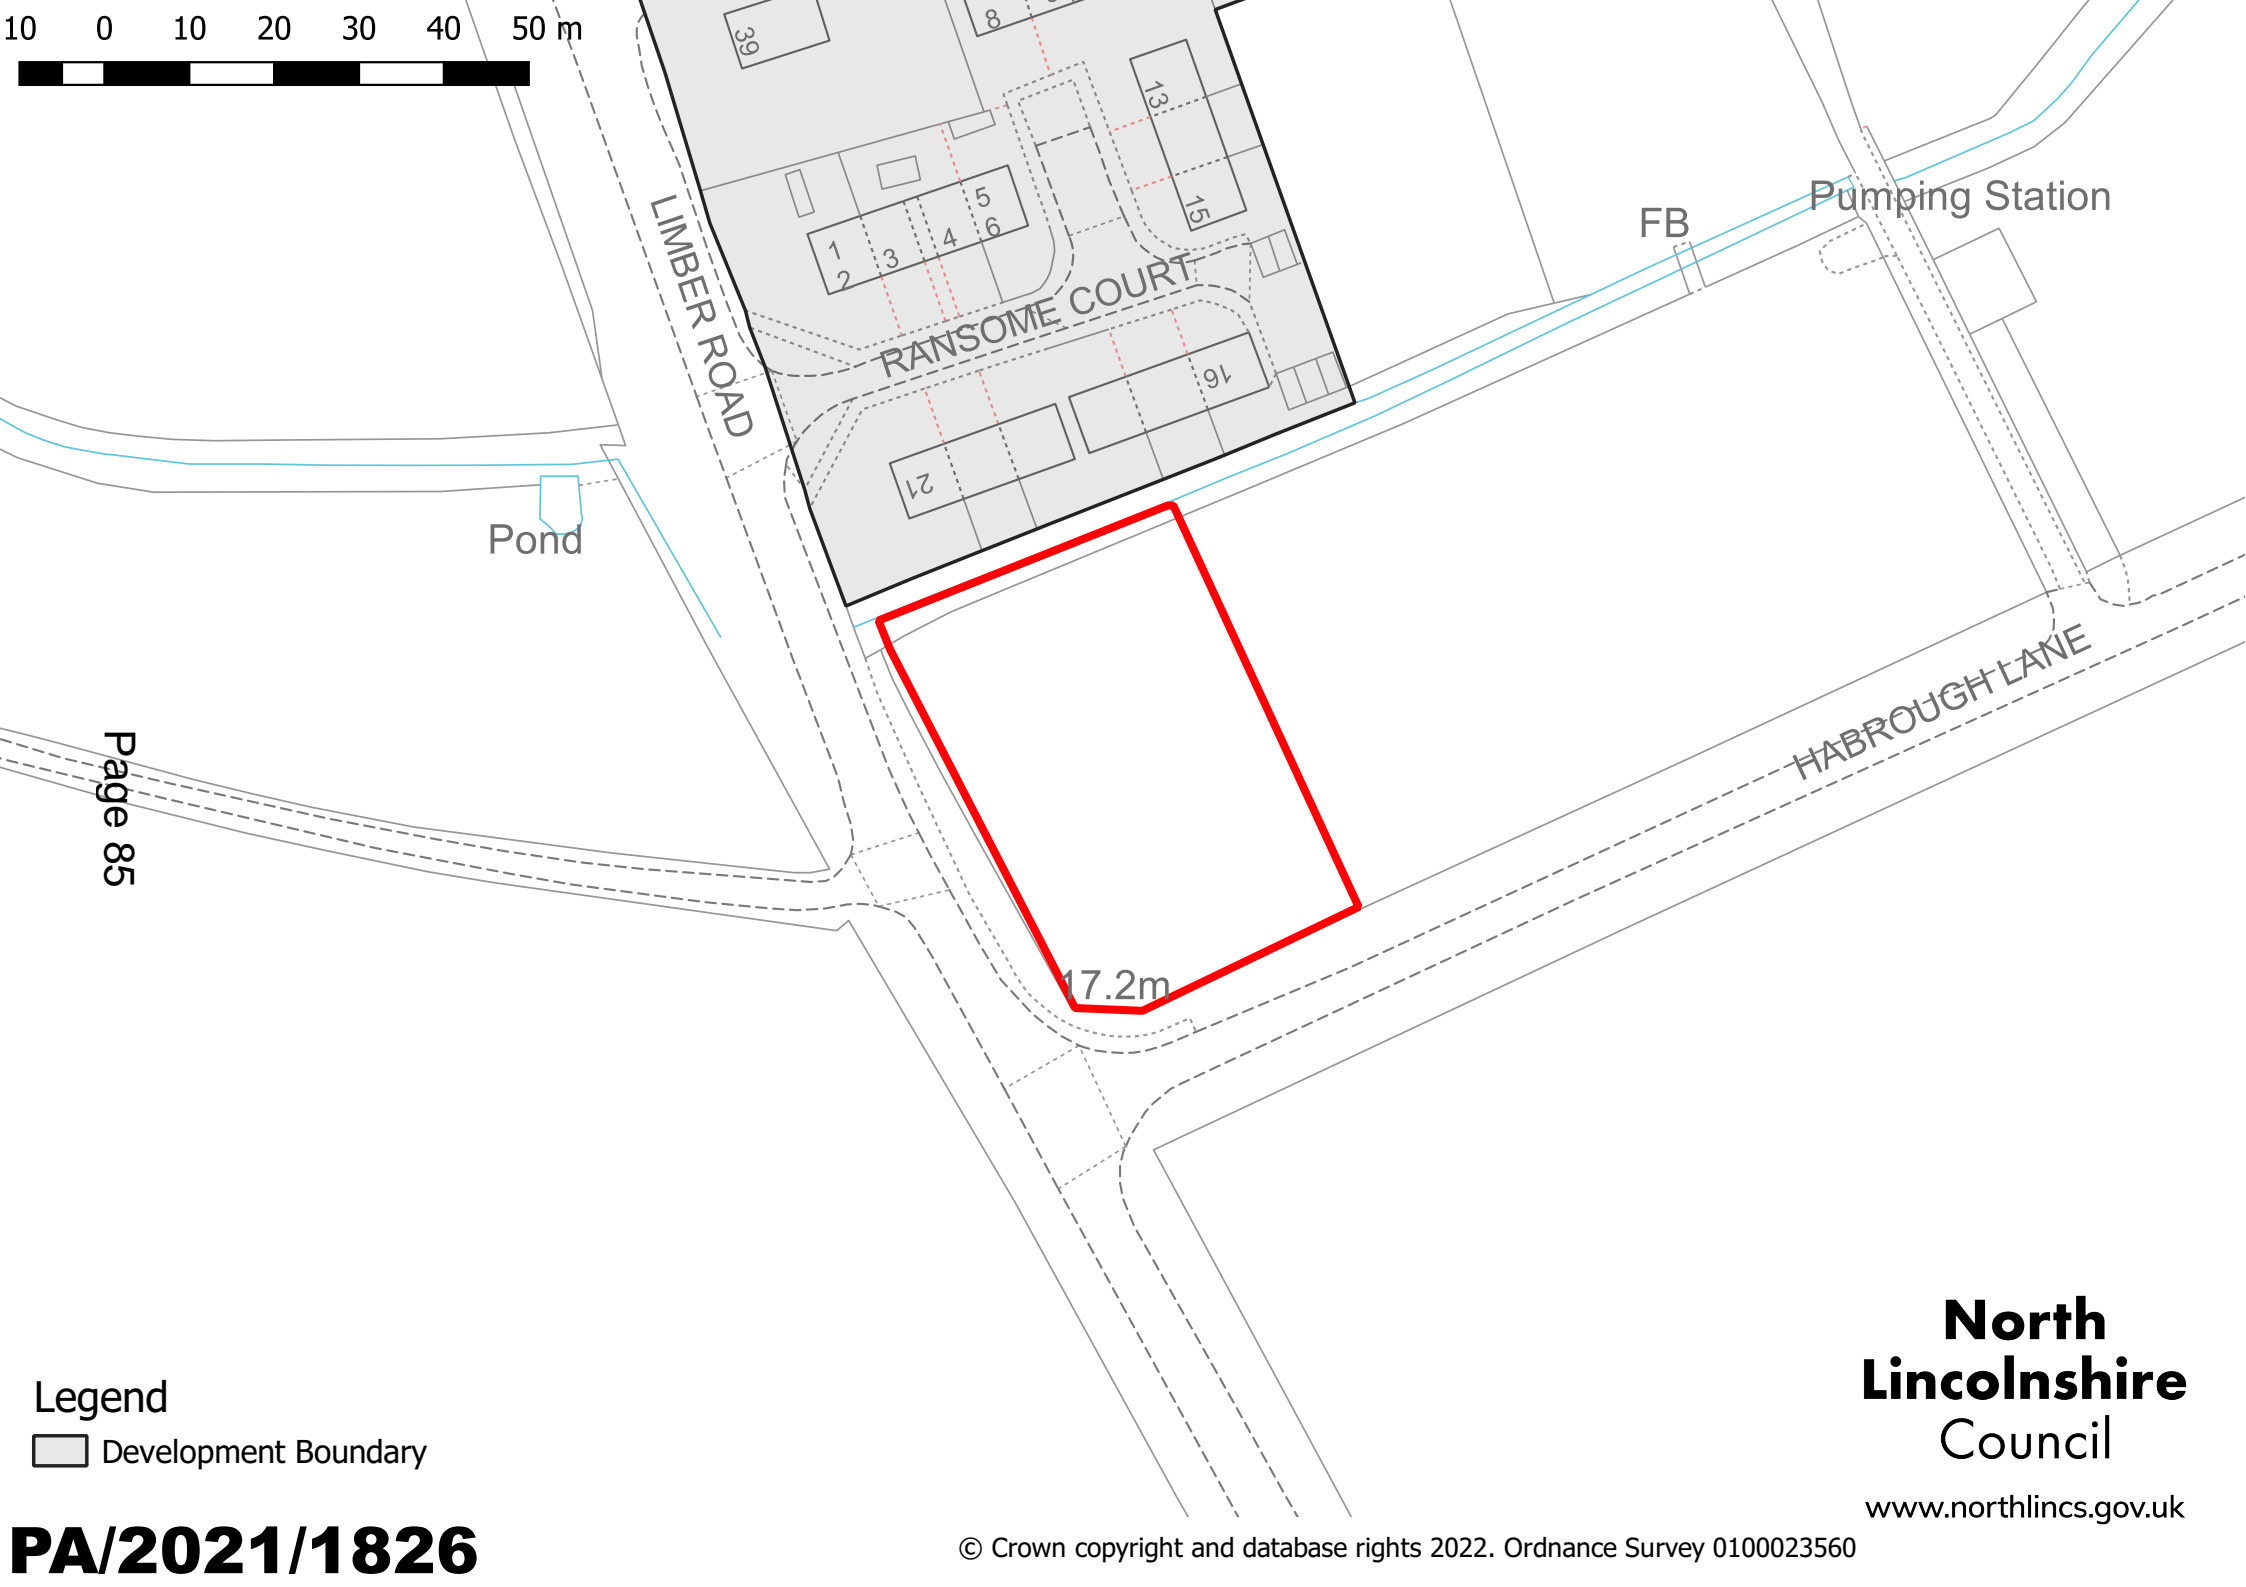 10 0 10 20 30 40 50 m
39
8
13
15
5
1
4
6
3
2
LIMBER ROAD
RANSOME COURT
16
21
FB
Pumping Station
Pond
HABROUGH LANE
Page 85
17.2m
Legend
Development Boundary
North
Lincolnshire
Council
www.northlincs.gov.uk
PA/2021/1826
© Crown copyright and database rights 2022. Ordnance Survey 0100023560